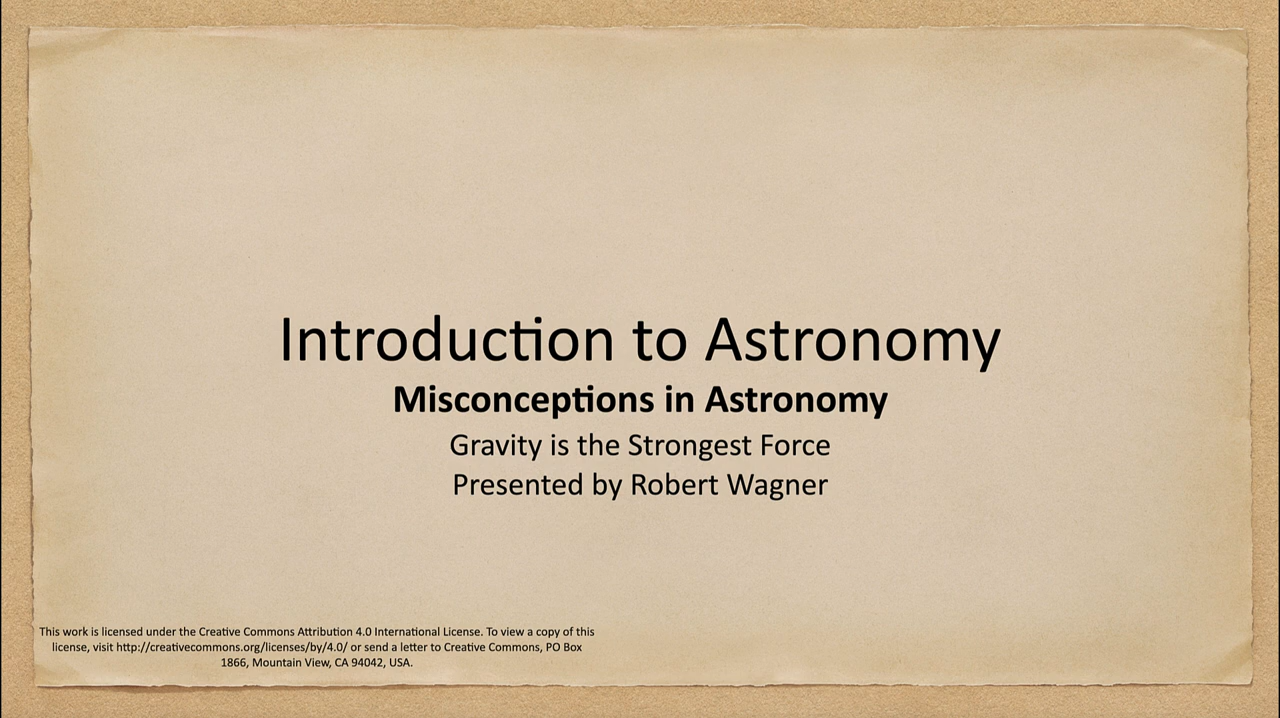 Introduction to Astronomy
Misconceptions in Astronomy
Gravity is the Strongest Force
Presented by Robert Wagner
This work is licensed under the Creative Commons Attribution 4.0 International License. To view a copy of this
license, visit http://creativecommons.org/licenses/by/4.0/ or send a letter to Creative Commons, PO Box
1866, Mountain View, CA 94042, USA.